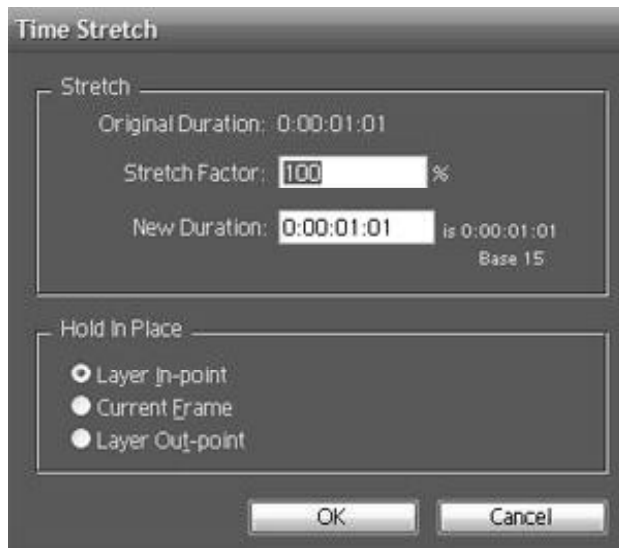 Time Stretch
Stretch
Original Duration: 0:00:01:01
Stretch Factor: 100 %
New Duration: 0:00:01:01 is 0:00:01:01
Base 15
Hold In Place
Layer In-point
Current Frame
Layer Out-point
OK Cancel